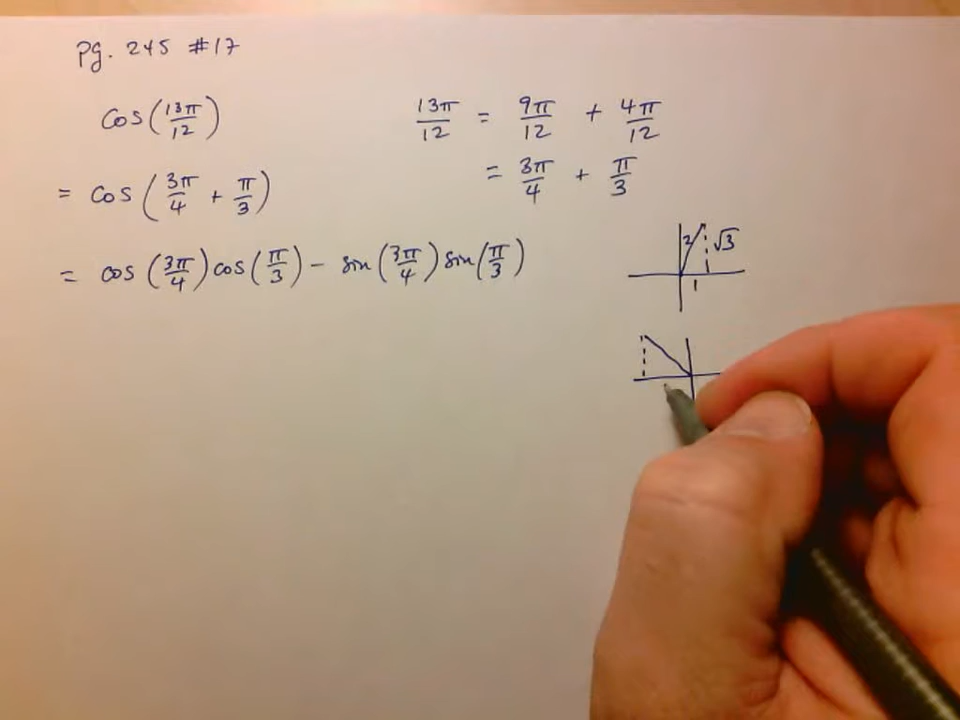 pg. 245 #17
cos(13π/12)
= cos(3π/4 + π/3)
= cos(3π/4)cos(π/3) - sin(3π/4)sin(π/3)
13π/12 = 9π/12 + 4π/12
= 3π/4 + π/3
2 √3
1